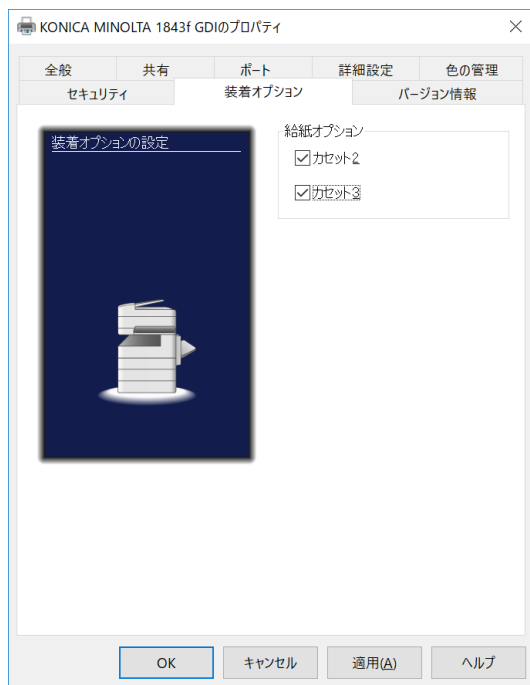 KONICA MINOLTA 1843f GDIのプロパティ
全般 共有 ポート 詳細設定 色の管理
セキュリティ 装着オプション バージョン情報
装着オプションの設定
給紙オプション
カセット2
カセット3
OK キャンセル 適用(A) ヘルプ